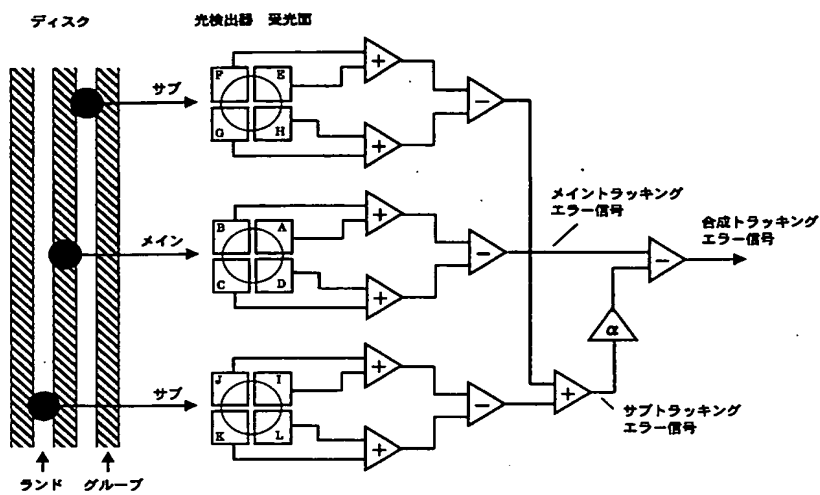 ディスク
光検出器 受光面
サブ
F E
G H
+
+
−
メイントラッキング
エラー信号
合成トラッキング
エラー信号
メイン
B A
C D
+
+
−
−
α
サブ
J I
K L
+
+
−
+
サブトラッキング
エラー信号
ランド グルーブ